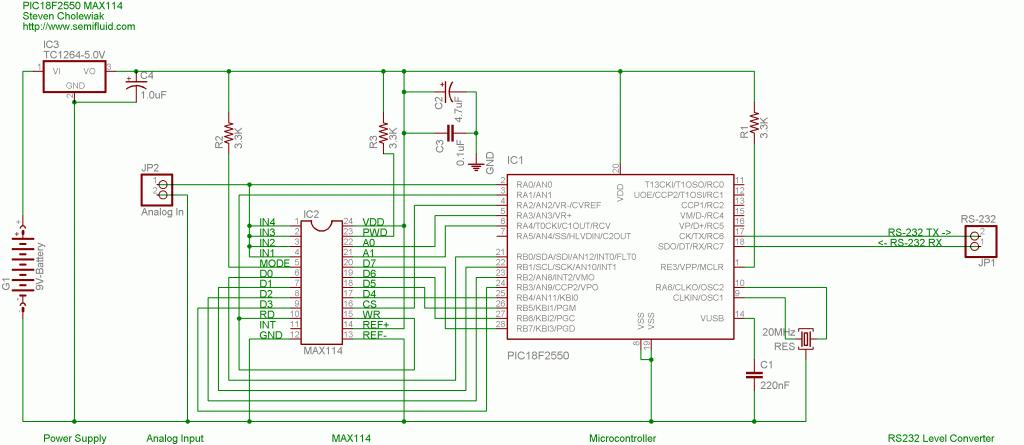 PIC18F2550 MAX114
Steven Cholewiak
http://www.semifluid.com
IC3
TC1264-5.0V
1 VI VO 3
GND
2
C4
1.0uF
R2
3.3K
R3
3.3K
C2
4.7uF
C3
0.1uF
GND
R1
3.3K
JP2
1
2
Analog In
IC1
20
VDD
2 RA0/AN0
3 RA1/AN1
4 RA2/AN2/VR-/CVREF
5 RA3/AN3/VR+
6 RA4/T0CKI/C1OUT/RCV
7 RA5/AN4/SS/HLVDIN/C2OUT
21 RB0/SDA/SDI/AN12/INT0/FLT0
22 RB1/SCL/SCK/AN10/INT1
23 RB2/AN8/INT2/VMO
24 RB3/AN9/CCP2/VPO
25 RB4/AN11/KBI0
26 RB5/KBI1/PGM
27 RB6/KBI2/PGC
28 RB7/KBI3/PGD
T13CKI/T1OSO/RC0 11
UOE/CCP2/T1OSI/RC1 12
CCP1/RC2 13
VM/D-/RC4 15
VP/D+/RC5 16
CK/TX/RC6 17
SDO/DT/RX/RC7 18
RE3/VPP/MCLR 1
RA6/CLKO/OSC2 10
CLKIN/OSC1 9
VUSB 14
VSS VSS
8 19
PIC18F2550
IC2
IN4 1 24 VDD
IN3 2 23 PWD
IN2 3 22 A0
IN1 4 21 A1
MODE 5 20 D7
D0 6 19 D6
D1 7 18 D5
D2 8 17 D4
D3 9 16 CS
RD 10 15 WR
INT 11 14 REF+
GND 12 13 REF-
MAX114
RS-232
RS-232 TX ->
<- RS-232 RX
2
1
JP1
G1
9V-Battery
+
-
20MHz
RES
C1
220nF
Power Supply
Analog Input
MAX114
Microcontroller
RS232 Level Converter